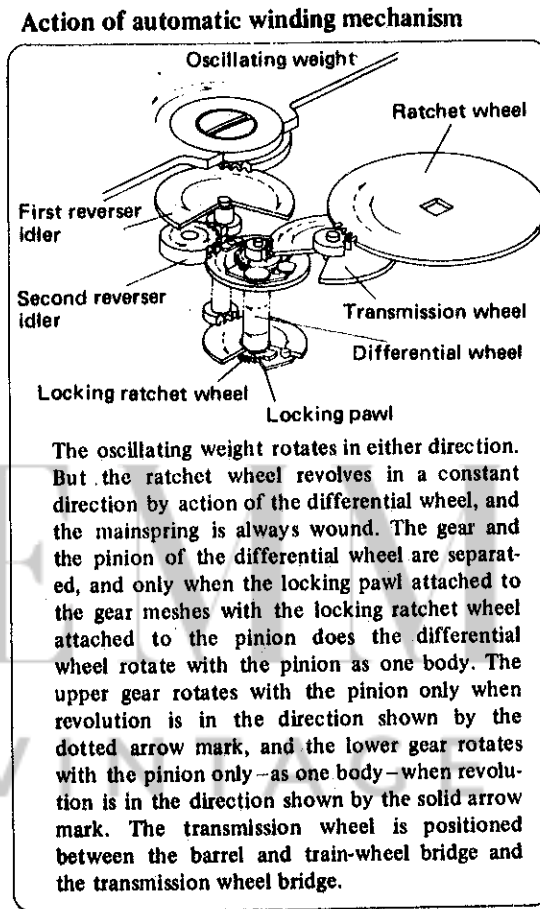 Action of automatic winding mechanism
Oscillating weight
Ratchet wheel
First reverser
idler
Second reverser
idler
Transmission wheel
Differential wheel
Locking ratchet wheel
Locking pawl
The oscillating weight rotates in either direction.
But the ratchet wheel revolves in a constant
direction by action of the differential wheel, and
the mainspring is always wound. The gear and
the pinion of the differential wheel are separat-
ed, and only when the locking pawl attached to
the gear meshes with the locking ratchet wheel
attached to the pinion does the differential
wheel rotate with the pinion as one body. The
upper gear rotates with the pinion only when
revolution is in the direction shown by the
dotted arrow mark, and the lower gear rotates
with the pinion only—as one body—when revolu-
tion is in the direction shown by the solid arrow
mark. The transmission wheel is positioned
between the barrel and train-wheel bridge and
the transmission wheel bridge.
EMM
VINTAGE